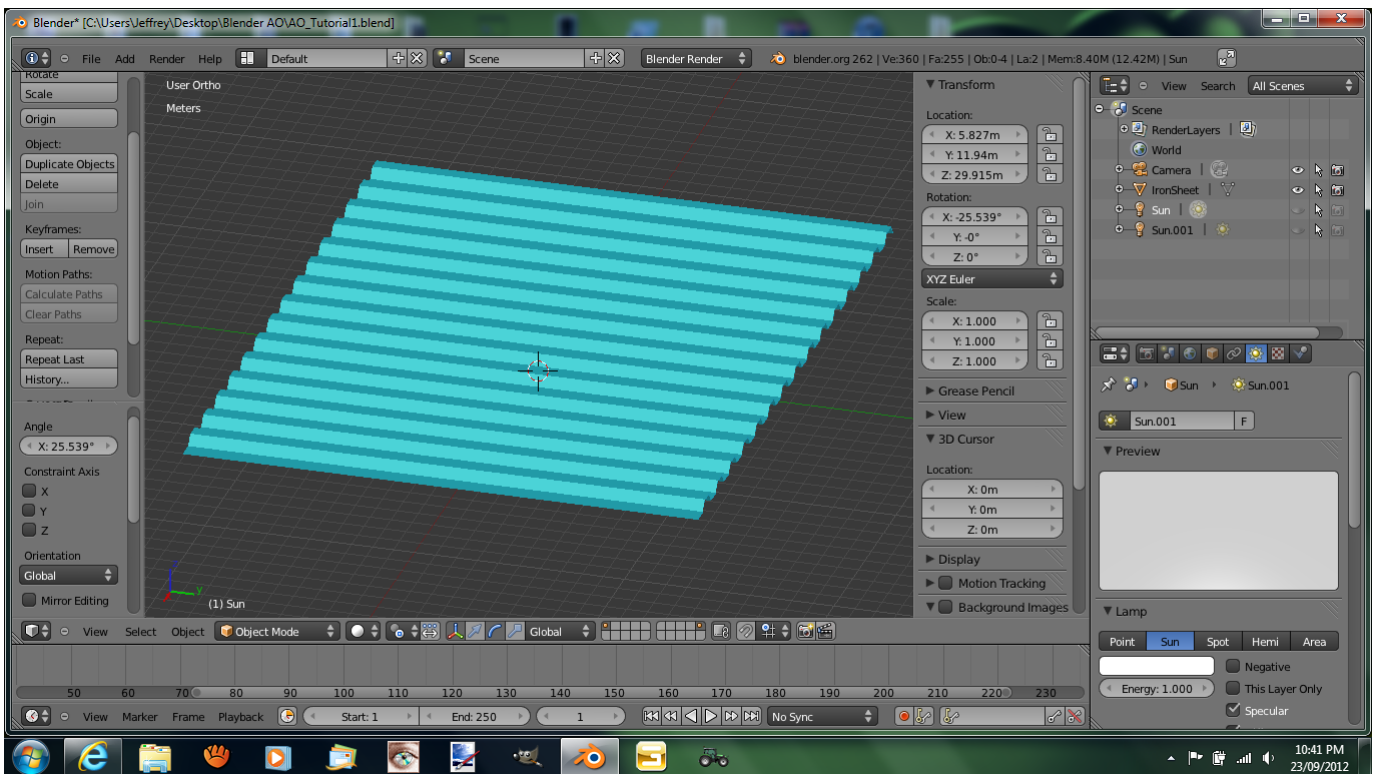 Blender* [C:\Users\Jeffrey\Desktop\Blender AO\AO_Tutorial1.blend]
File Add Render Help Default Scene Blender Render blender.org 262 | Ve:360 | Fa:255 | Ob:0-4 | La:2 | Mem:8.40M (12.42M) | Sun
Rotate
Scale
Origin
Object:
Duplicate Objects
Delete
Join
Keyframes:
Insert Remove
Motion Paths:
Calculate Paths
Clear Paths
Repeat:
Repeat Last
History...
Angle
X: 25.539°
Constraint Axis
X
Y
Z
Orientation
Global
Mirror Editing
User Ortho
Meters
y
(1) Sun
Transform
Location:
X: 5.827m
Y: 11.94m
Z: 29.915m
Rotation:
X: -25.539°
Y: -0°
Z: 0°
XYZ Euler
Scale:
X: 1.000
Y: 1.000
Z: 1.000
Grease Pencil
View
3D Cursor
Location:
X: 0m
Y: 0m
Z: 0m
Display
Motion Tracking
Background Images
View Search All Scenes
Scene
RenderLayers
World
Camera
IronSheet
Sun
Sun.001
Sun Sun.001
Sun.001 F
Preview
Lamp
Point Sun Spot Hemi Area
Negative
Energy: 1.000 This Layer Only
Specular
View Select Object Object Mode Global
50 60 70 80 90 100 110 120 130 140 150 160 170 180 190 200 210 220 230
View Marker Frame Playback Start: 1 End: 250 1 No Sync
10:41 PM
23/09/2012